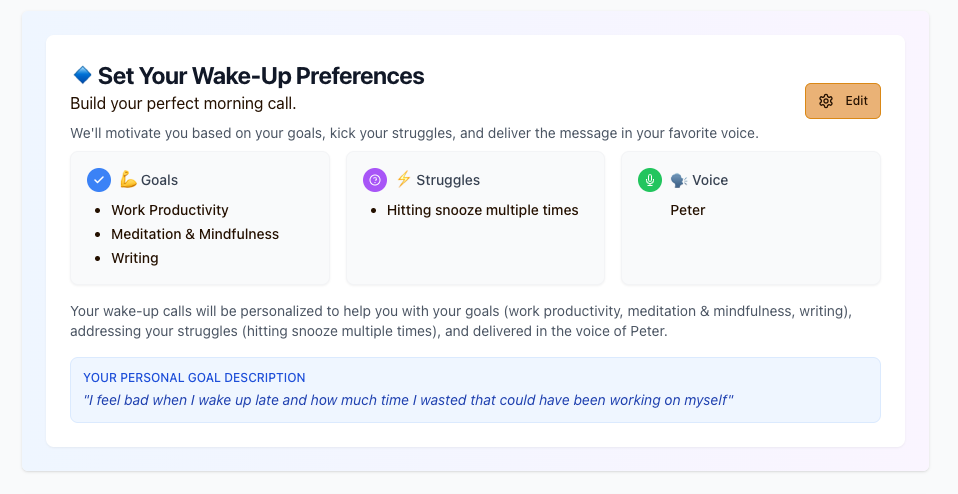 Set Your Wake-Up Preferences
Build your perfect morning call.
Edit
We'll motivate you based on your goals, kick your struggles, and deliver the message in your favorite voice.
Goals
• Work Productivity
• Meditation & Mindfulness
• Writing
Struggles
• Hitting snooze multiple times
Voice
Peter
Your wake-up calls will be personalized to help you with your goals (work productivity, meditation & mindfulness, writing),
addressing your struggles (hitting snooze multiple times), and delivered in the voice of Peter.
YOUR PERSONAL GOAL DESCRIPTION
"I feel bad when I wake up late and how much time I wasted that could have been working on myself"